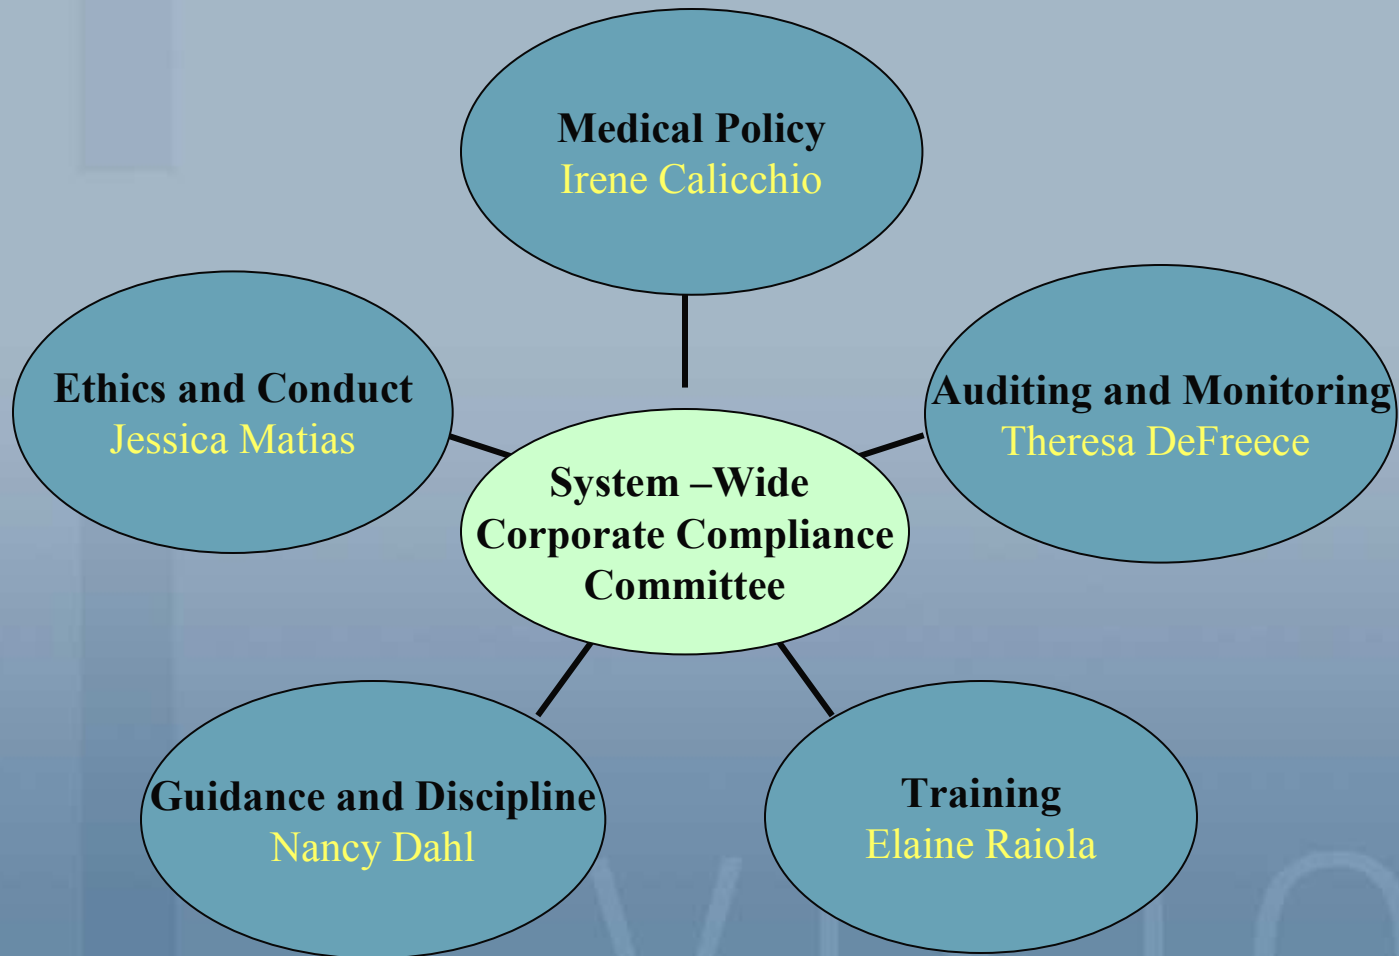 Medical Policy
Irene Calicchio
Ethics and Conduct
Jessica Matias
Auditing and Monitoring
Theresa DeFreece
System –Wide
Corporate Compliance
Committee
Guidance and Discipline
Nancy Dahl
Training
Elaine Raiola